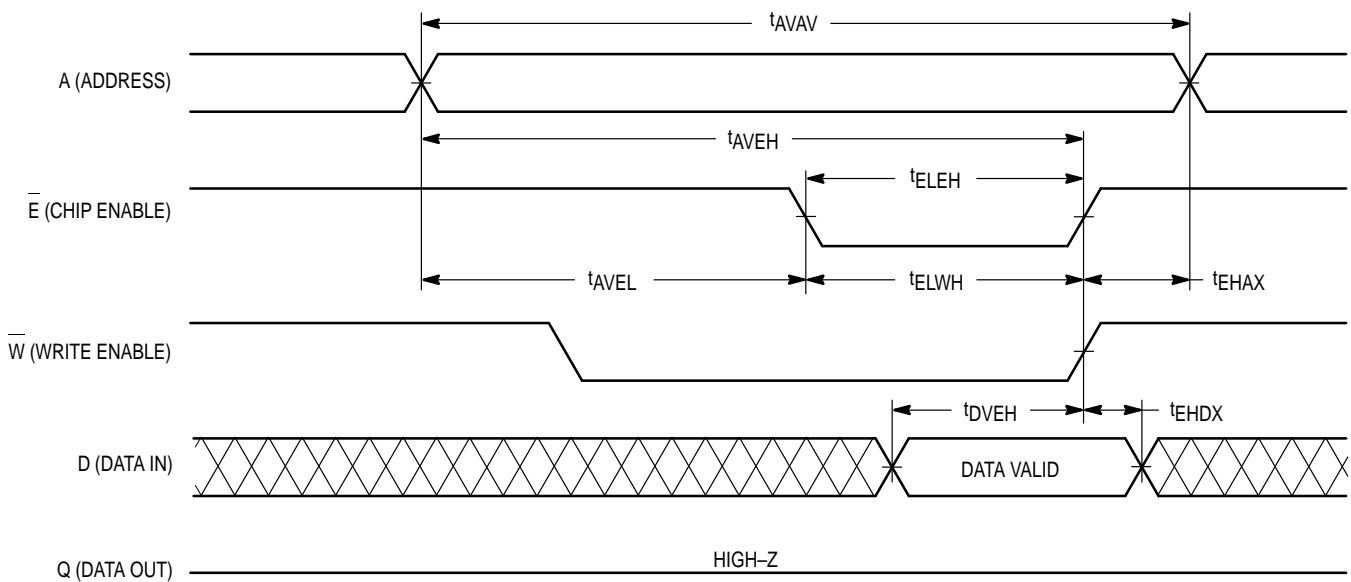 tAVAV
A (ADDRESS)
tAVEH
tELEH
E (CHIP ENABLE)
tAVEL
tELWH
tEHAX
W (WRITE ENABLE)
tDVEH
tEHDX
D (DATA IN)
DATA VALID
HIGH–Z
Q (DATA OUT)